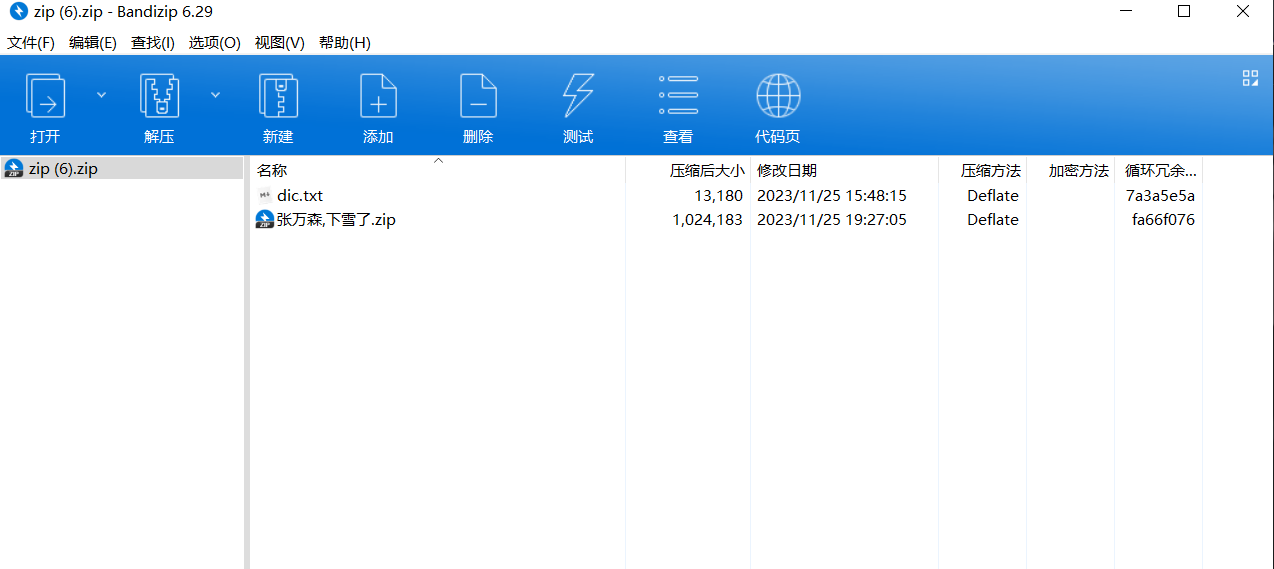 zip (6).zip - Bandizip 6.29
文件(F) 编辑(E) 查找(I) 选项(O) 视图(V) 帮助(H)
打开 解压 新建 添加 删除 测试 查看 代码页
zip (6).zip
名称 压缩后大小 修改日期 压缩方法 加密方法 循环冗余...
dic.txt 13,180 2023/11/25 15:48:15 Deflate 7a3a5e5a
张万森,下雪了.zip 1,024,183 2023/11/25 19:27:05 Deflate fa66f076